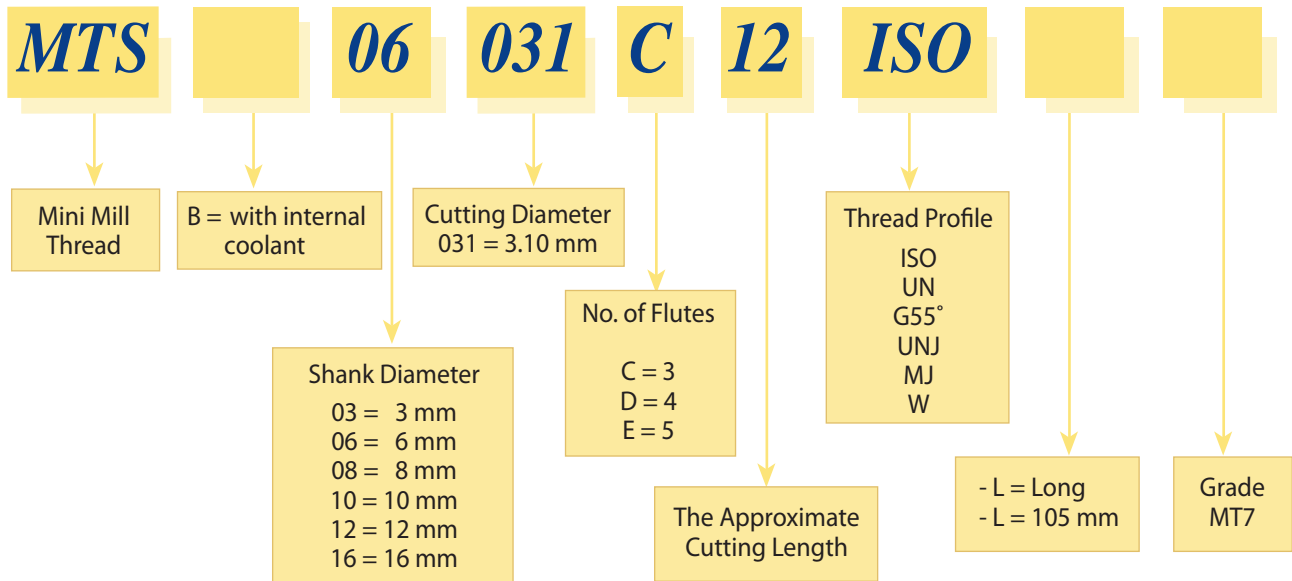 MTS 06 031 C 12 ISO
Mini Mill
Thread
B = with internal
coolant
Cutting Diameter
031 = 3.10 mm
Thread Profile
ISO
UN
G55°
UNJ
MJ
W
No. of Flutes
C = 3
D = 4
E = 5
Shank Diameter
03 = 3 mm
06 = 6 mm
08 = 8 mm
10 = 10 mm
12 = 12 mm
16 = 16 mm
The Approximate
Cutting Length
- L = Long
- L = 105 mm
Grade
MT7